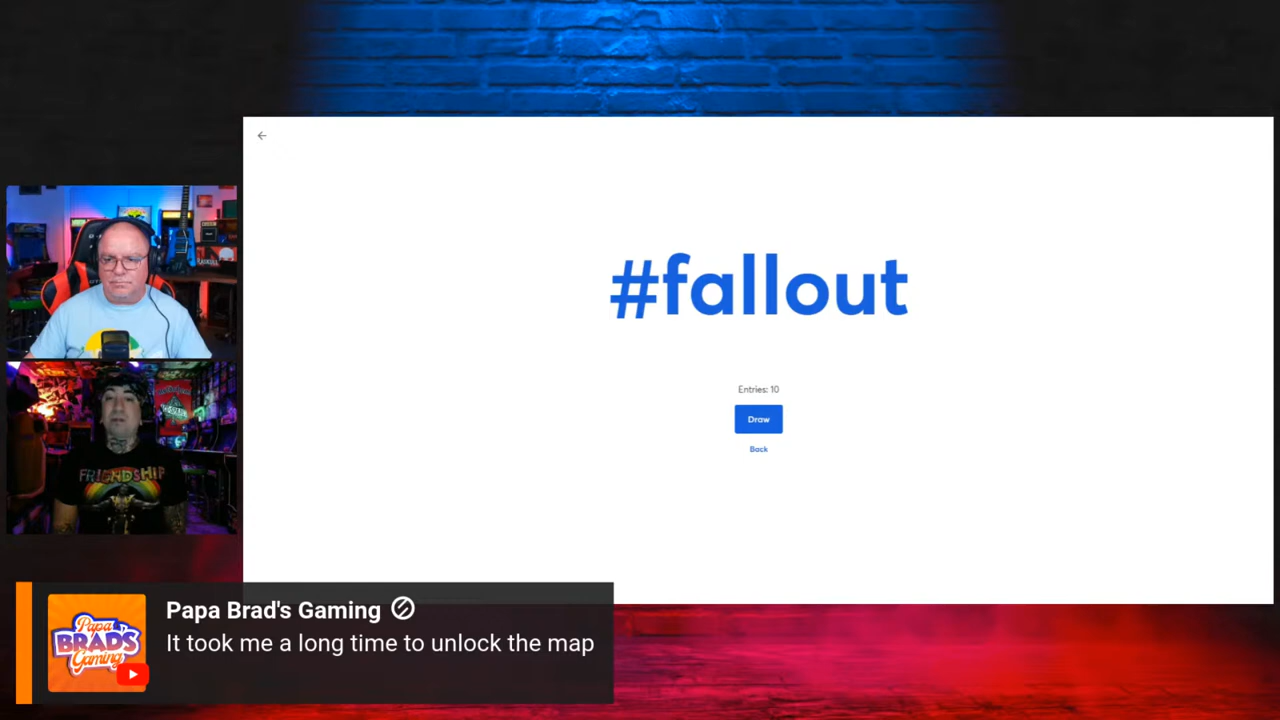 ←
#fallout
Entries: 10
Draw
Back
FRIENDSHIP
Papa Brad's Gaming
It took me a long time to unlock the map
Papa
BRAD'S
Gaming